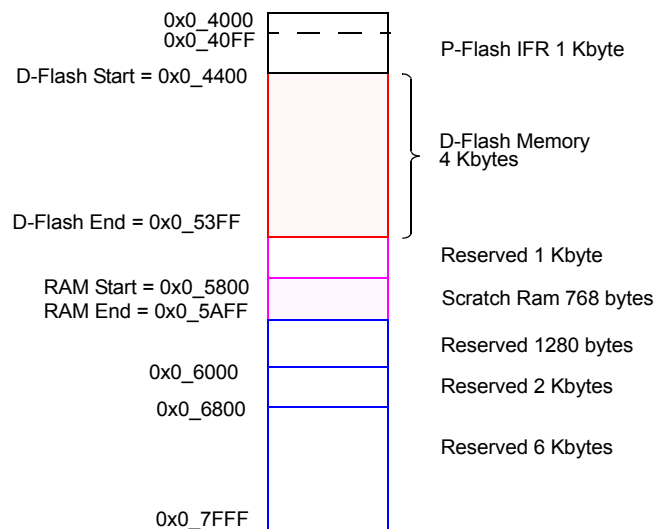 0x0_4000
0x0_40FF
P-Flash IFR 1 Kbyte
D-Flash Start = 0x0_4400
D-Flash Memory
4 Kbytes
D-Flash End = 0x0_53FF
Reserved 1 Kbyte
RAM Start = 0x0_5800
Scratch Ram 768 bytes
RAM End = 0x0_5AFF
Reserved 1280 bytes
0x0_6000
Reserved 2 Kbytes
0x0_6800
Reserved 6 Kbytes
0x0_7FFF